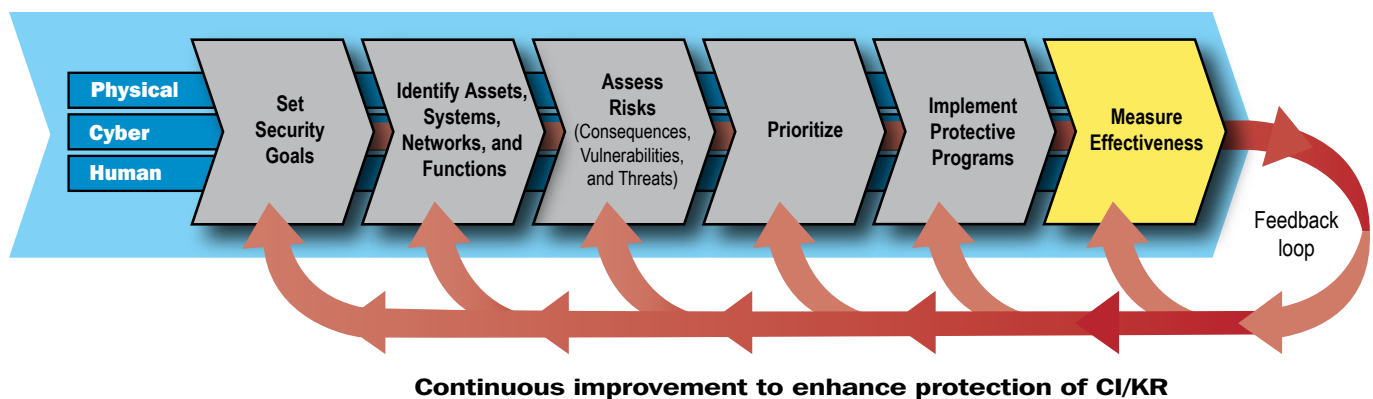 Physical
Cyber
Human
Set
Security
Goals
Identify Assets,
Systems,
Networks, and
Functions
Assess
Risks
(Consequences,
Vulnerabilities,
and Threats)
Prioritize
Implement
Protective
Programs
Measure
Effectiveness
Feedback
loop
Continuous improvement to enhance protection of CI/KR